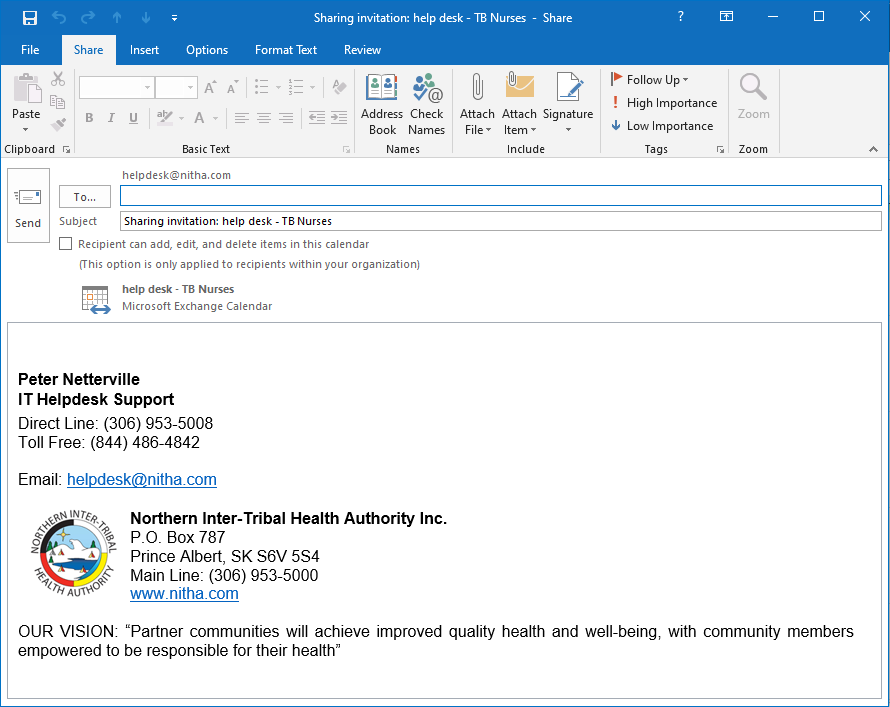 Sharing invitation: help desk - TB Nurses - Share
?
File Share Insert Options Format Text Review
Paste
Clipboard
B I U ab A
A A
Basic Text
Address Book
Check Names
Names
Attach File
Attach Item
Signature
Include
Follow Up
High Importance
Low Importance
Tags
Zoom
Zoom
helpdesk@nitha.com
Send
To...
Subject Sharing invitation: help desk - TB Nurses
Recipient can add, edit, and delete items in this calendar
(This option is only applied to recipients within your organization)
help desk - TB Nurses
Microsoft Exchange Calendar
Peter Netterville
IT Helpdesk Support
Direct Line: (306) 953-5008
Toll Free: (844) 486-4842
Email: helpdesk@nitha.com
NORTHERN INTER-TRIBAL
HEALTH AUTHORITY
Northern Inter-Tribal Health Authority Inc.
P.O. Box 787
Prince Albert, SK S6V 5S4
Main Line: (306) 953-5000
www.nitha.com
OUR VISION: “Partner communities will achieve improved quality health and well-being, with community members
empowered to be responsible for their health”